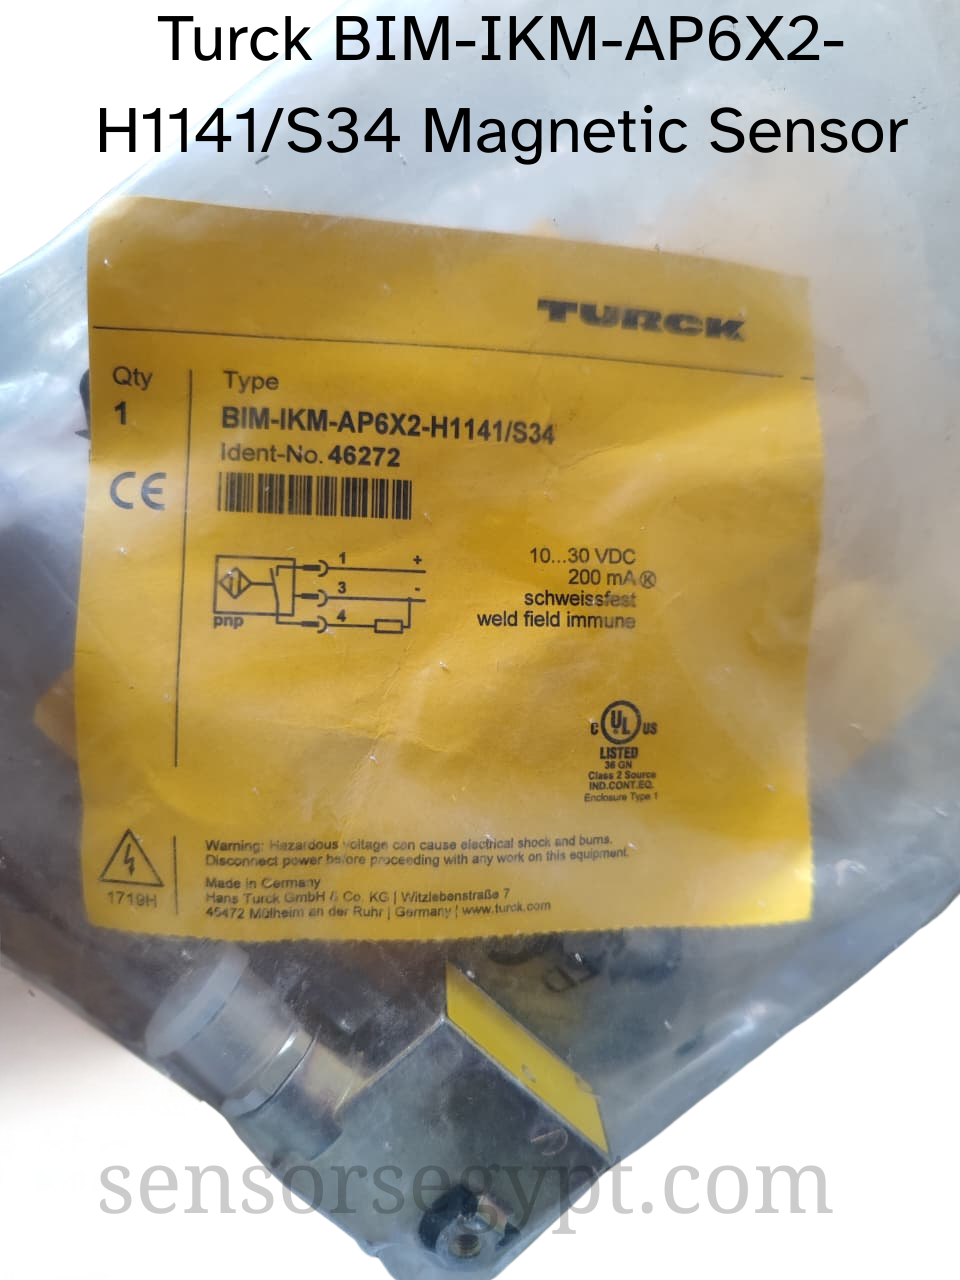 Turck BIM-IKM-AP6X2-
H1141/S34 Magnetic Sensor
TURCK
Qty
1
Type
BIM-IKM-AP6X2-H1141/S34
Ident-No. 46272
CE
1 +
3 -
4
pnp
10...30 VDC
200 mA Ⓚ
schweissfest
weld field immune
c UL us
LISTED
36 GN
Class 2 Source
IND.CONT.EQ.
Enclosure Type 1
Warning: Hazardous voltage can cause electrical shock and burns.
Disconnect power before proceeding with any work on this equipment.
1719H
Made in Germany
Hans Turck GmbH & Co. KG | Witzlebenstraße 7
45472 Mülheim an der Ruhr | Germany | www.turck.com
sensorsegypt.com